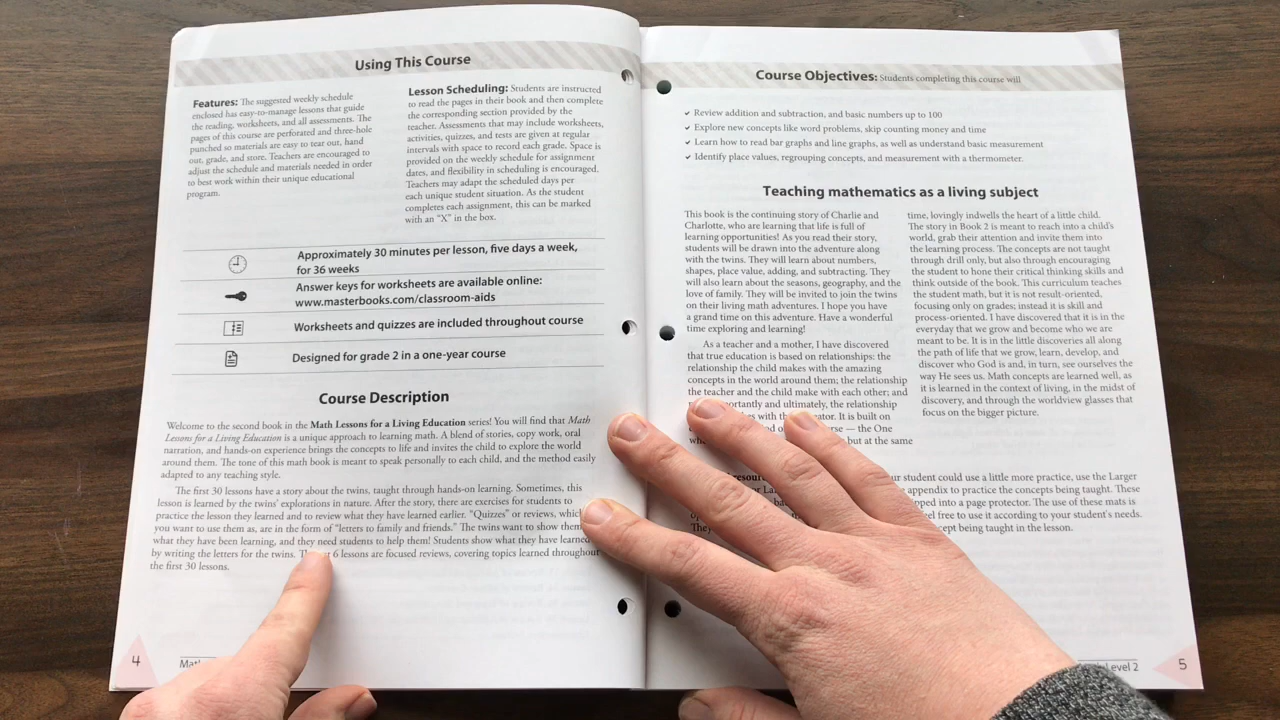 Using This Course
Features: The suggested weekly schedule
enclosed has easy-to-manage lessons that guide
the reading, worksheets, and all assessments. The
pages of this course are perforated and three-hole
punched so materials are easy to tear out, hand
out, grade, and store. Teachers are encouraged to
adjust the schedule and materials needed in order
to best work within their unique educational
program.
Lesson Scheduling: Students are instructed
to read the pages in their book and then complete
the corresponding section provided by the
teacher. Assessments that may include worksheets,
activities, quizzes, and tests are given at regular
intervals with space to record each grade. Space is
provided on the weekly schedule for assignment
dates, and flexibility in scheduling is encouraged.
Teachers may adapt the scheduled days per
each unique student situation. As the student
completes each assignment, this can be marked
with an “X” in the box.
Approximately 30 minutes per lesson, five days a week,
for 36 weeks
Answer keys for worksheets are available online:
www.masterbooks.com/classroom-aids
Worksheets and quizzes are included throughout course
Designed for grade 2 in a one-year course
Course Description
Welcome to the second book in the Math Lessons for a Living Education series! You will find that Math
Lessons for a Living Education is a unique approach to learning math. A blend of stories, copy work, oral
narration, and hands-on experience brings the concepts to life and invites the child to explore the world
around them. The tone of this math book is meant to speak personally to each child, and the method easily
adapted to any teaching style.
The first 30 lessons have a story about the twins, taught through hands-on learning. Sometimes, this
lesson is learned by the twins’ explorations in nature. After the story, there are exercises for students to
practice the lesson they learned and to review what they have learned earlier. “Quizzes” or reviews, which
you want to use them as, are in the form of “letters to family and friends.” The twins want to show them
what they have been learning, and they need students to help them! Students show what they have learned
by writing the letters for the twins. 6 lessons are focused reviews, covering topics learned throughout
the first 30 lessons.
4
Course Objectives: Students completing this course will
✓ Review addition and subtraction, and basic numbers up to 100
✓ Explore new concepts like word problems, skip counting money and time
✓ Learn how to read bar graphs and line graphs, as well as understand basic measurement
✓ Identify place values, regrouping concepts, and measurement with a thermometer.
Teaching mathematics as a living subject
This book is the continuing story of Charlie and
Charlotte, who are learning that life is full of
learning opportunities! As you read their story,
students will be drawn into the adventure along
with the twins. They will learn about numbers,
shapes, place value, adding, and subtracting. They
will also learn about the seasons, geography, and the
love of family. They will be invited to join the twins
on their living math adventures. I hope you have
a grand time on this adventure. Have a wonderful
time exploring and learning!
As a teacher and a mother, I have discovered
that true education is based on relationships: the
relationship the child makes with the amazing
concepts in the world around them; the relationship
the teacher and the child make with each other; and
and ultimately, the relationship
with the It is built on
— the One
but at the same
time, lovingly indwells the heart of a little child.
The story in Book 2 is meant to reach into a child’s
world, grab their attention and invite them into
the learning process. The concepts are not taught
through drill only, but also through encouraging
the student to hone their critical thinking skills and
think outside of the book. This curriculum teaches
the student math, but it is not result-oriented,
focusing only on grades; instead it is skill and
process-oriented. I have discovered that it is in the
everyday that we grow and become who we are
meant to be. It is in the little discoveries all along
the path of life that we grow, learn, develop, and
discover who God is and, in turn, see ourselves the
way He sees us. Math concepts are learned well, as
it is learned in the context of living, in the midst of
discovery, and through the worldview glasses that
focus on the bigger picture.
student could use a little more practice, use the Larger
appendix to practice the concepts being taught. These
into a page protector. The use of these mats is
free to use it according to your student’s needs.
They being taught in the lesson.
Level 2
5